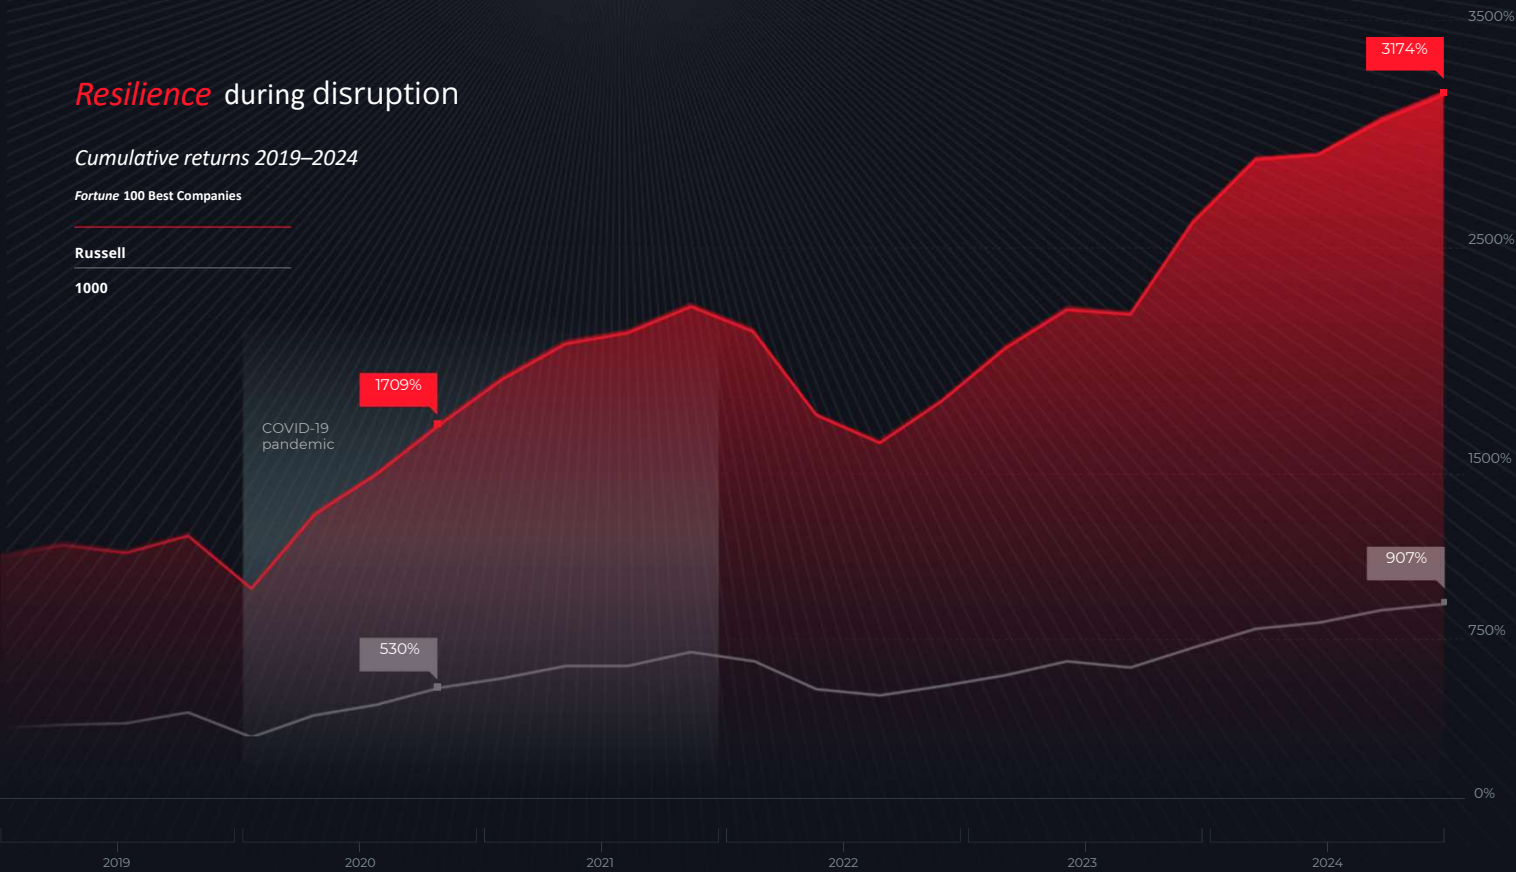 3500%
3174%
Resilience during disruption
Cumulative returns 2019–2024
Fortune 100 Best Companies
Russell
1000
2500%
1709%
COVID-19
pandemic
1500%
907%
750%
530%
0%
2019 2020 2021 2022 2023 2024